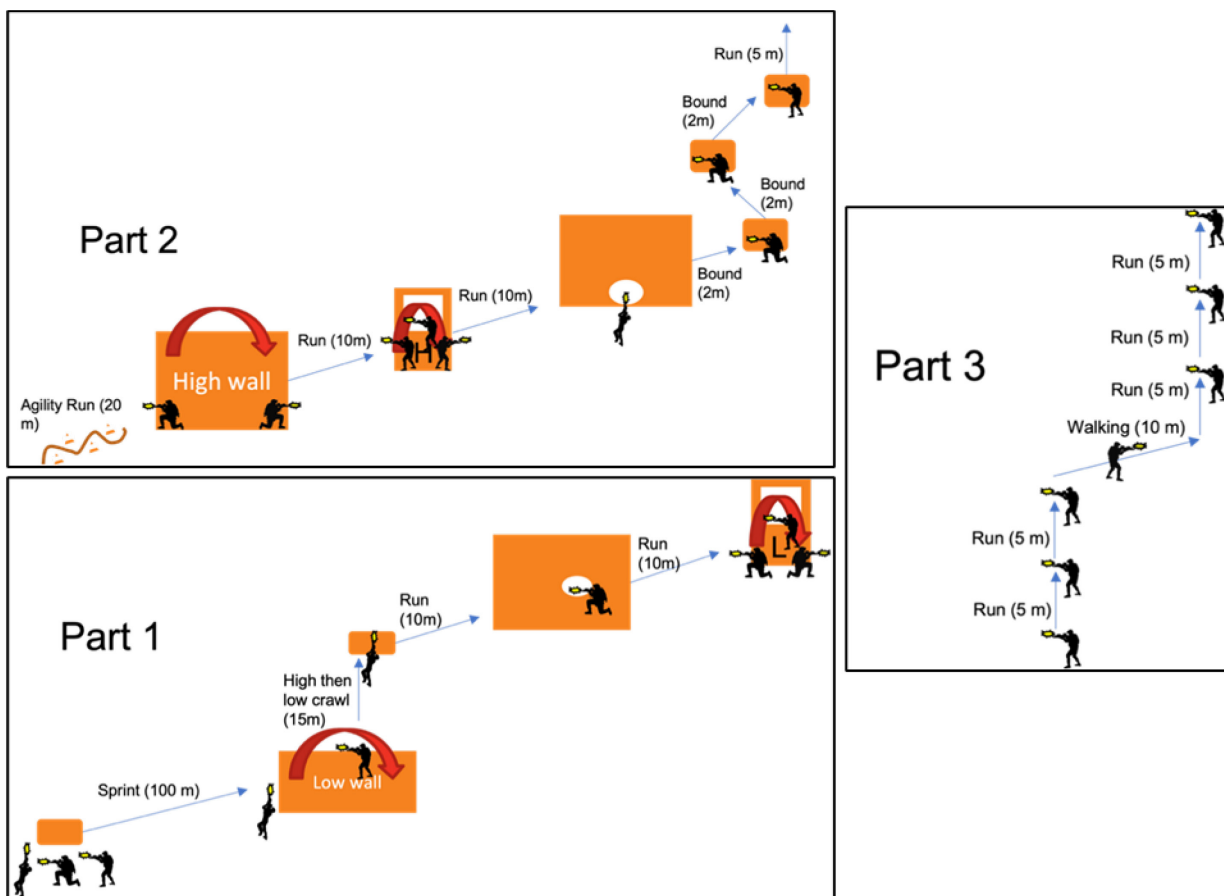 Run (5 m)
Bound
(2m)
Bound
(2m)
Part 2
Bound
(2m)
Run (10m)
Run (10m)
H
High wall
Agility Run (20
m)
Part 1
Run
(10m)
L
Run
(10m)
High then
low crawl
(15m)
Low wall
Sprint (100 m)
Part 3
Run (5 m)
Run (5 m)
Run (5 m)
Walking (10 m)
Run (5 m)
Run (5 m)